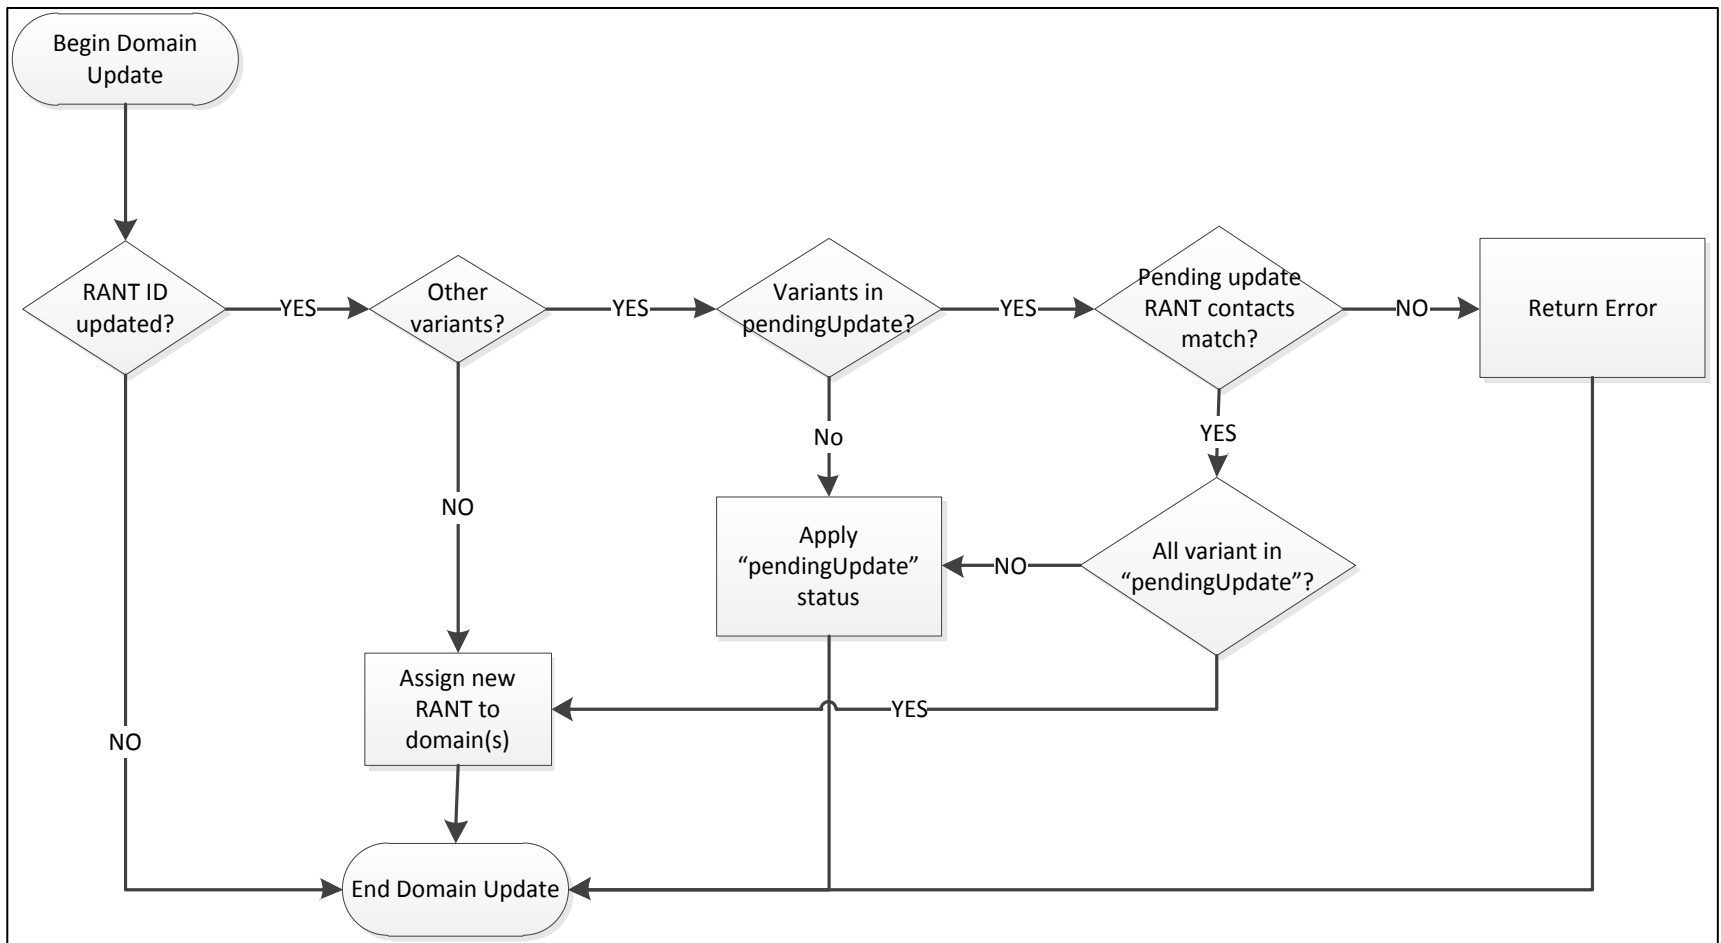 Begin Domain
Update
RANT ID
updated?
YES
Other
variants?
YES
Variants in
pendingUpdate?
YES
Pending update
RANT contacts
match?
NO
Return Error
No
YES
NO
Apply
“pendingUpdate”
status
NO
All variant in
“pendingUpdate”?
Assign new
RANT to
domain(s)
YES
NO
End Domain Update